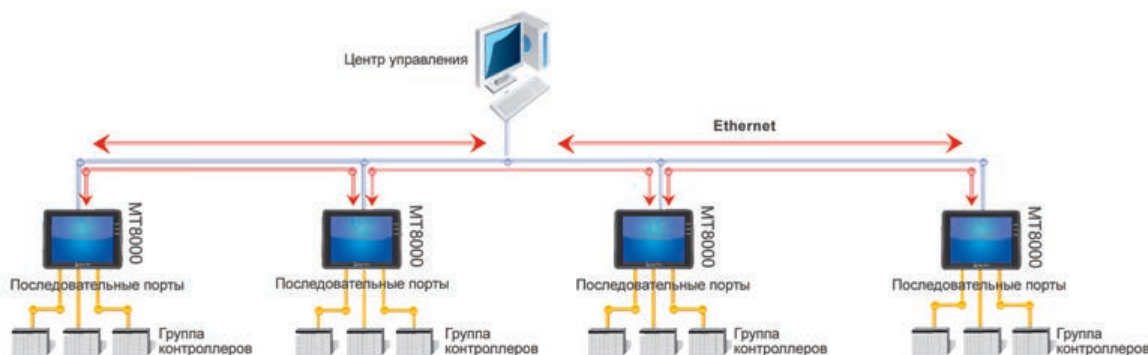 Центр управления
Ethernet
MT8000
MT8000
MT8000
MT8000
Последовательные порты
Последовательные порты
Последовательные порты
Последовательные порты
Группа
контроллеров
Группа
контроллеров
Группа
контроллеров
Группа
контроллеров